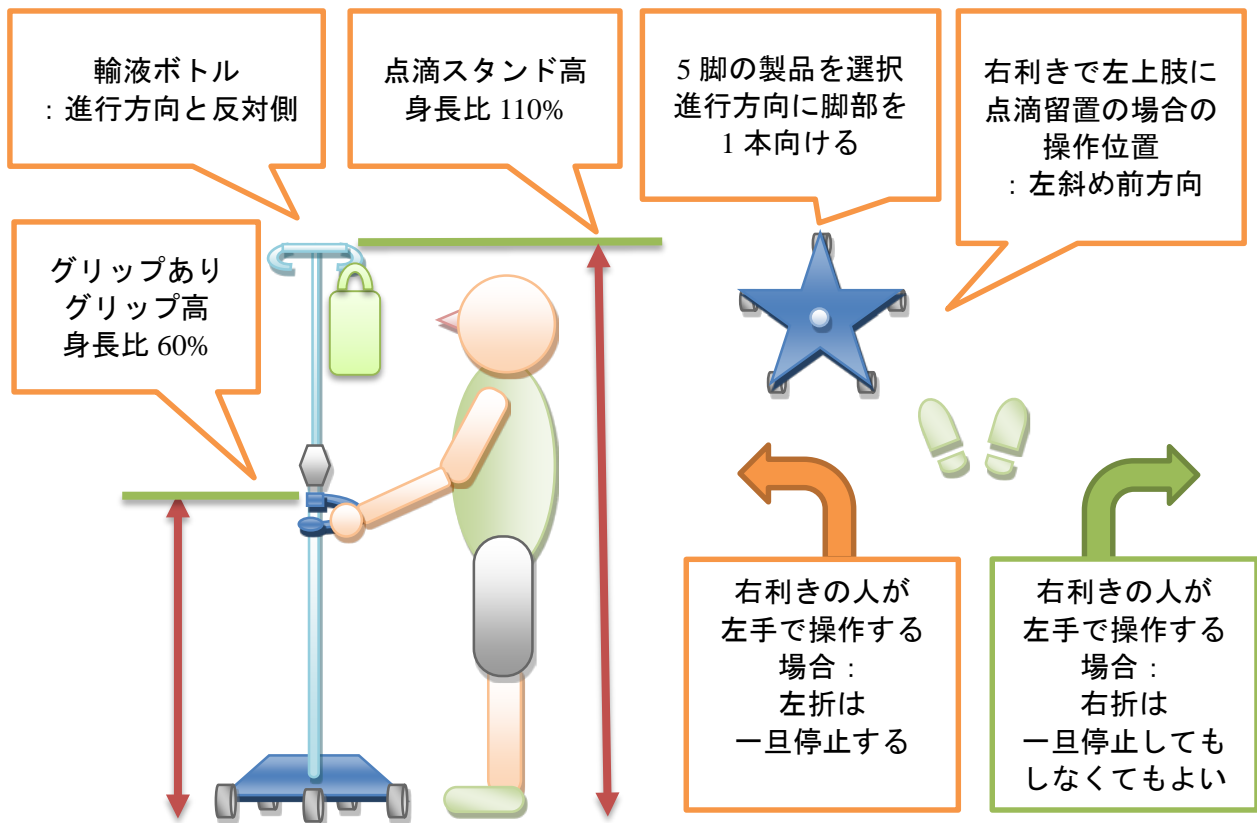 輸液ボトル
：進行方向と反対側
点滴スタンド高
身長比 110%
5 脚の製品を選択
進行方向に脚部を
1 本向ける
右利きで左上肢に
点滴留置の場合の
操作位置
：左斜め前方向
グリップあり
グリップ高
身長比 60%
右利きの人が
左手で操作する
場合：
左折は
一旦停止する
右利きの人が
左手で操作する
場合：
右折は
一旦停止しても
しなくてもよい